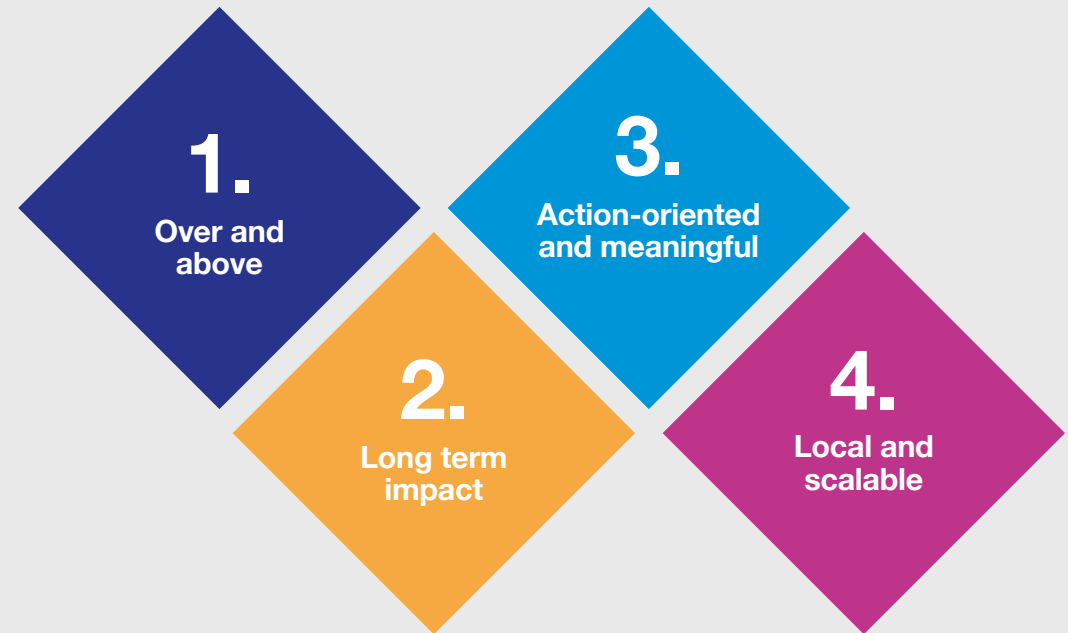 1.
Over and
above
2.
Long term
impact
3.
Action-oriented
and meaningful
4.
Local and
scalable